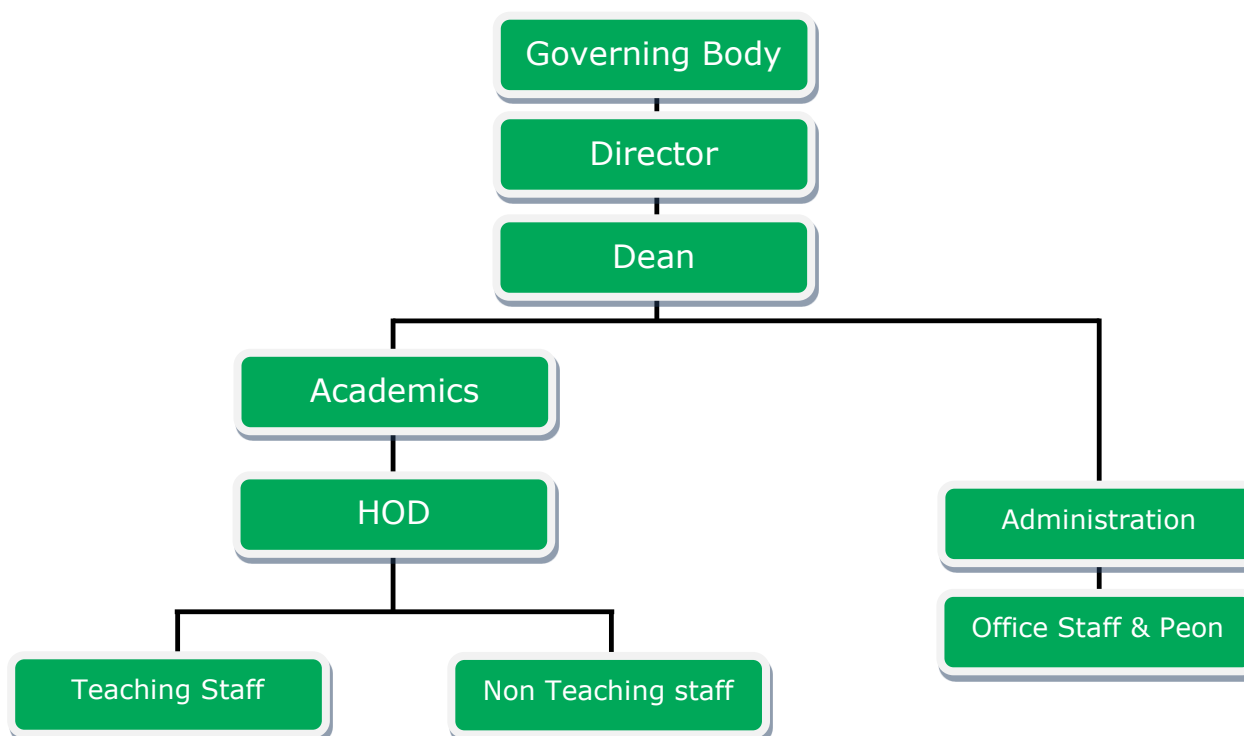 Governing Body
Director
Dean
Academics
HOD
Administration
Office Staff & Peon
Teaching Staff
Non Teaching staff